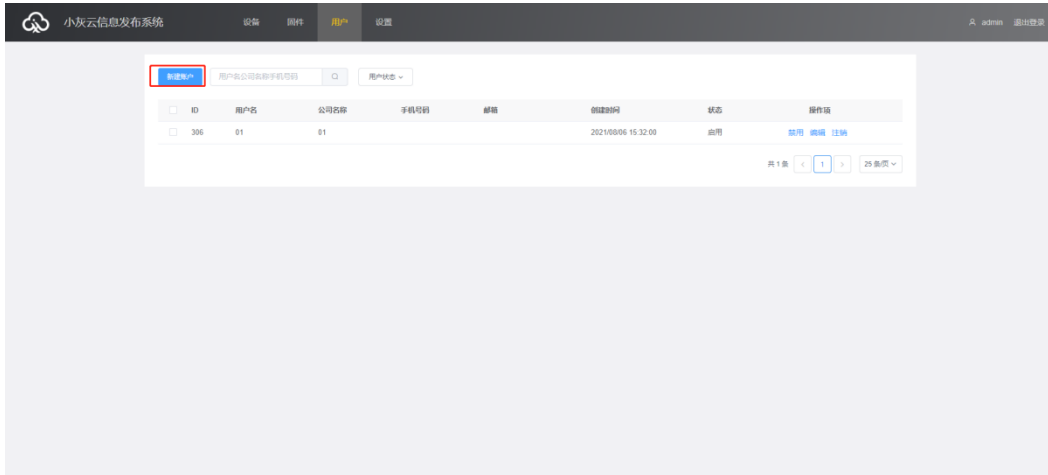 小灰云信息发布系统 设备 固件 用户 设置 admin 退出登录
新建账户 用户名公司名称手机号码 用户状态
ID 用户名 公司名称 手机号码 邮箱 创建时间 状态 操作项
306 01 01 2021/08/06 15:32:00 启用 禁用 编辑 注销
共 1 条 1 25 条/页